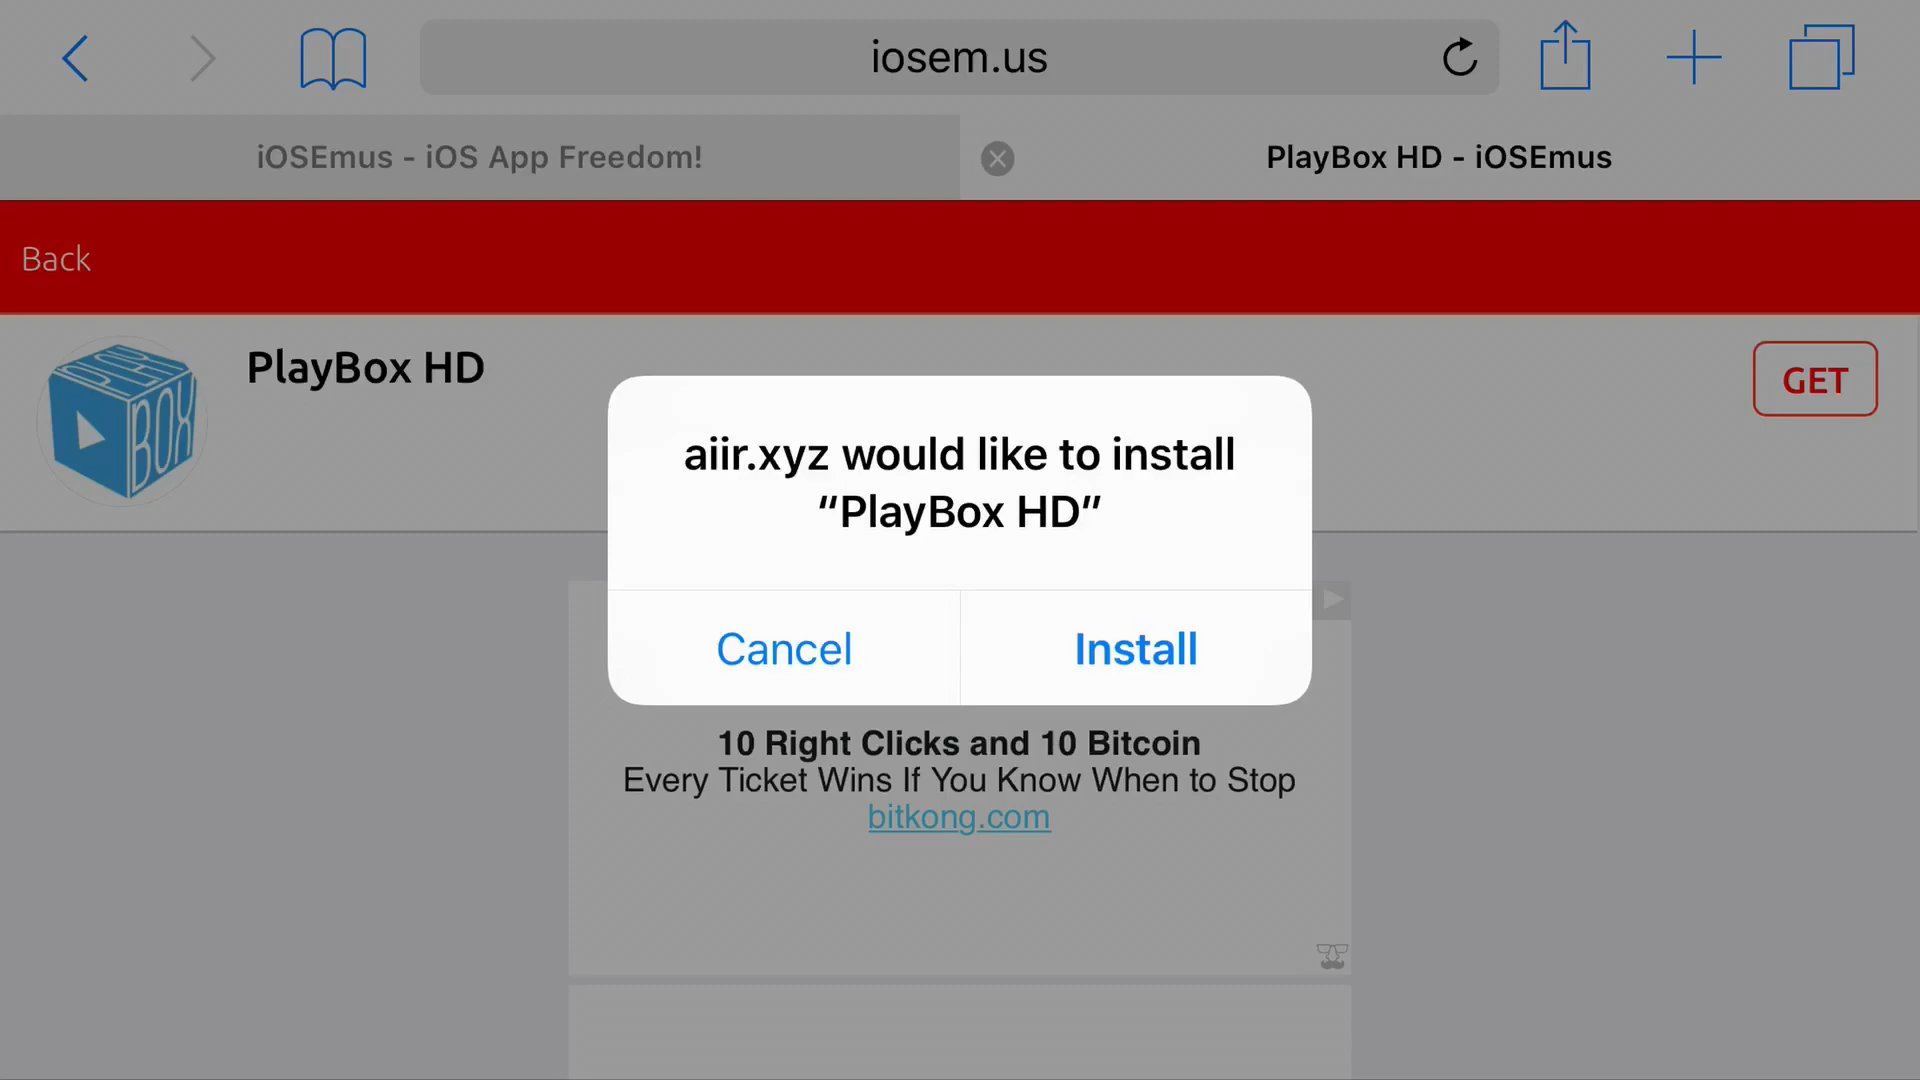 iosem.us
iOSEmus - iOS App Freedom!
PlayBox HD - iOSEmus
Back
PLAY
BOX
PlayBox HD
GET
aiir.xyz would like to install
“PlayBox HD”
Cancel
Install
10 Right Clicks and 10 Bitcoin
Every Ticket Wins If You Know When to Stop
bitkong.com